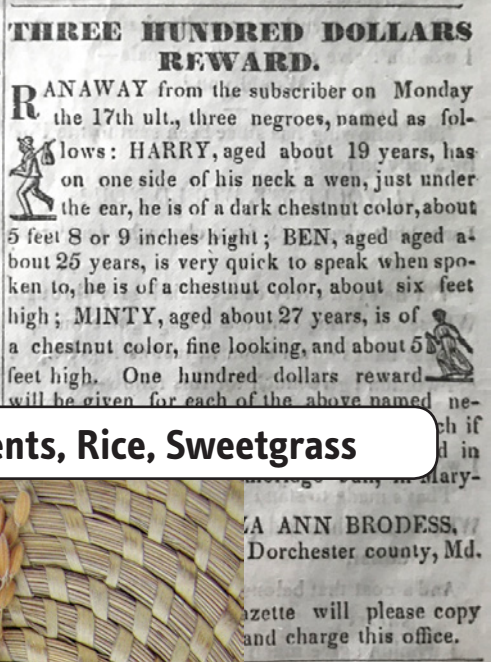 THREE HUNDRED DOLLARS
REWARD.
RANAWAY from the subscriber on Monday
the 17th ult., three negroes, named as fol-
lows: HARRY, aged about 19 years, has
on one side of his neck a wen, just under
the ear, he is of a dark chestnut color, about
5 feet 8 or 9 inches hight; BEN, aged aged a-
bout 25 years, is very quick to speak when spo-
ken to, he is of a chestnut color, about six feet
high; MINTY, aged about 27 years, is of
a chestnut color, fine looking, and about 5
feet high. One hundred dollars reward
will be given for each of the above named ne-
ents, Rice, Sweetgrass
ch if
d in
Mary-
ZA ANN BRODESS,
Dorchester county, Md.
azette will please copy
and charge this office.